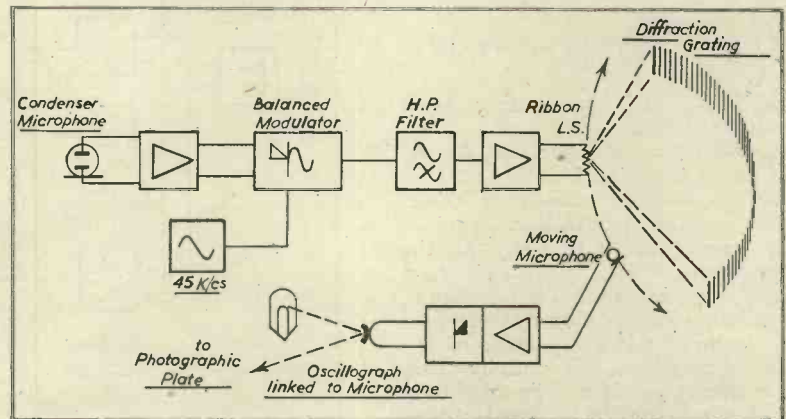 Diffraction
Grating
Condenser
Microphone
Balanced
Modulator
H.P.
Filter
Ribbon
L.S.
45 K/cs
Moving
Microphone
to
Photographic
Plate
Oscillograph
linked to Microphone